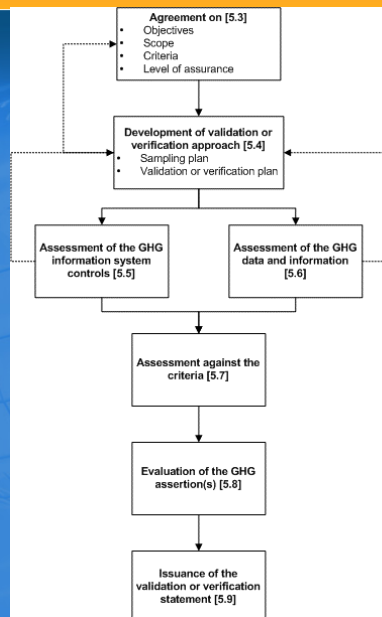 Agreement on [5.3]
• Objectives
• Scope
• Criteria
• Level of assurance
Development of validation or
verification approach [5.4]
• Sampling plan
• Validation or verification plan
Assessment of the GHG
information system
controls [5.5]
Assessment of the GHG
data and information
[5.6]
Assessment against the
criteria [5.7]
Evaluation of the GHG
assertion(s) [5.8]
Issuance of the
validation or verification
statement [5.9]